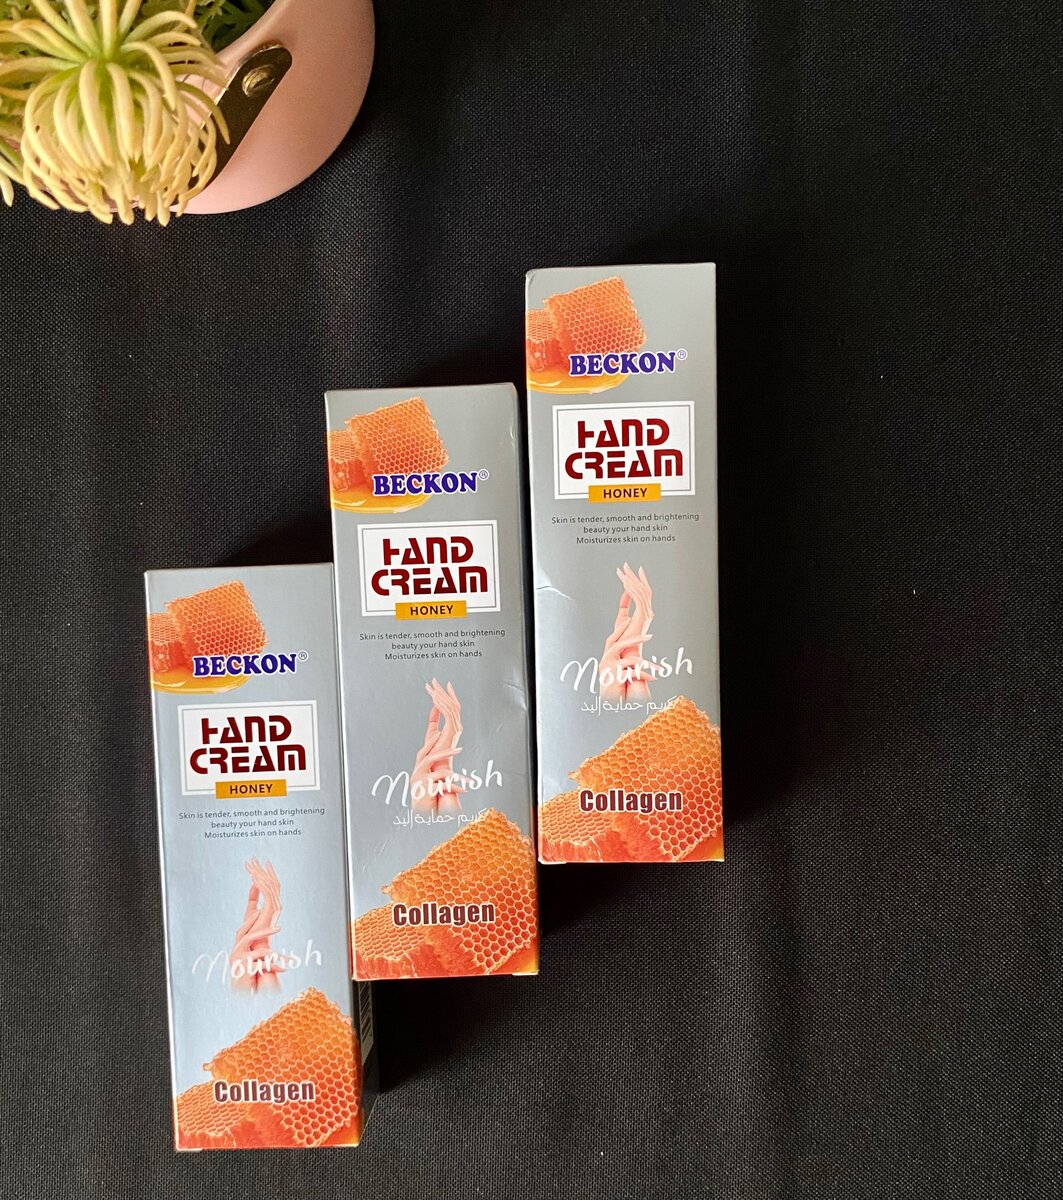 BECKON®
HAND
CREAM
HONEY
Skin is tender, smooth and brightening
beauty your hand skin
Moisturizes skin on hands
Nourish
Collagen
BECKON®
HAND
CREAM
HONEY
Skin is tender, smooth and brightening
beauty your hand skin
Moisturizes skin on hands
Nourish
كريم حماية إليد
Collagen
BECKON®
HAND
CREAM
HONEY
Skin is tender, smooth and brightening
beauty your hand skin
Moisturizes skin on hands
Nourish
كريم حماية إليد
Collagen